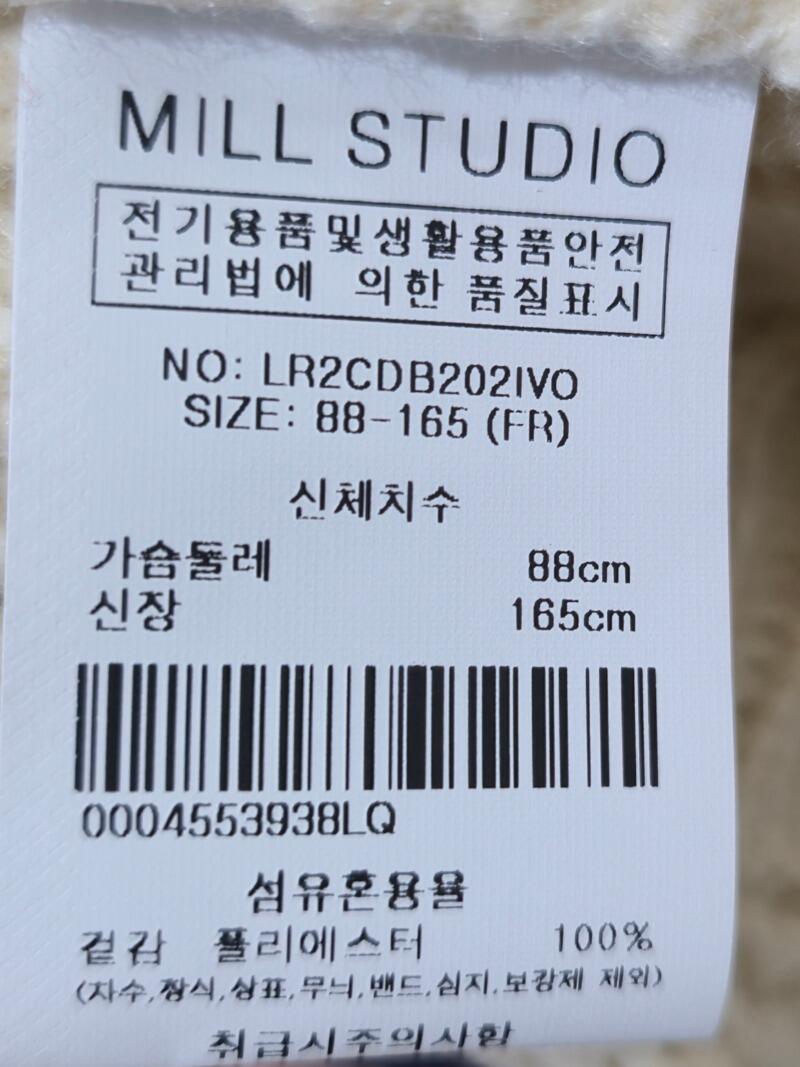 MILL STUDIO
전기용품및생활용품안전
관리법에 의한 품질표시
NO: LR2CDB202IVO
SIZE: 88-165 (FR)
신체치수
가슴둘레 88cm
신장 165cm
0004553938LQ
섬유혼용율
겉감 폴리에스터 100%
(자수,장식,상표,무늬,밴드,심지,보강제 제외)
취급시주의사항